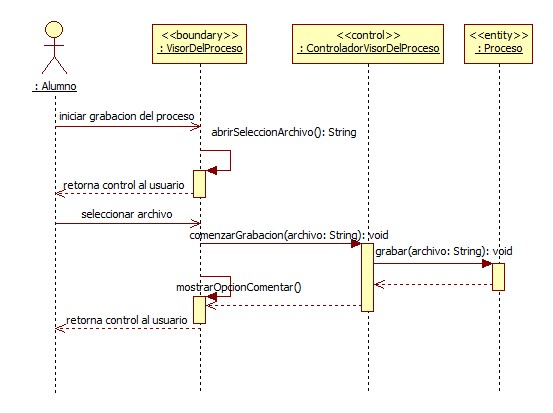 <<boundary>>
: VisorDelProceso
<<control>>
: ControladorVisorDelProceso
<<entity>>
: Proceso
: Alumno
iniciar grabacion del proceso
abrirSeleccionArchivo(): String
retorna control al usuario
seleccionar archivo
comenzarGrabacion(archivo: String): void
grabar(archivo: String): void
mostrarOpcionComentar()
retorna control al usuario